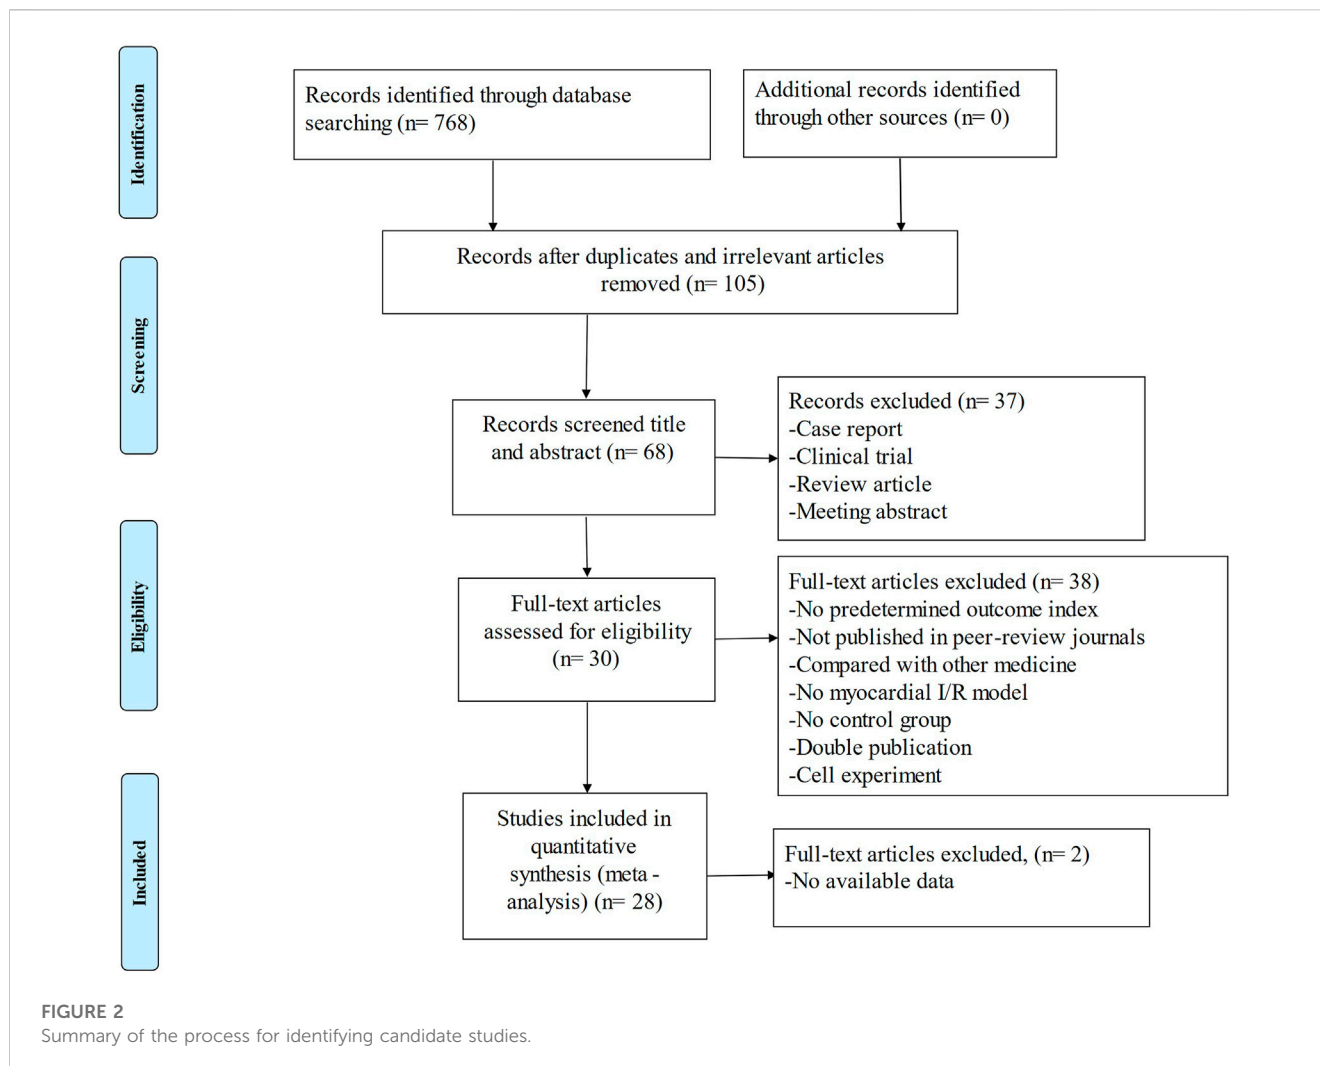 Identification
Records identified through database
searching (n= 768)
Additional records identified
through other sources (n= 0)
Records after duplicates and irrelevant articles
removed (n= 105)
Screening
Records screened title
and abstract (n= 68)
Records excluded (n= 37)
-Case report
-Clinical trial
-Review article
-Meeting abstract
Eligibility
Full-text articles
assessed for eligibility
(n= 30)
Full-text articles excluded (n= 38)
-No predetermined outcome index
-Not published in peer-review journals
-Compared with other medicine
-No myocardial I/R model
-No control group
-Double publication
-Cell experiment
Included
Studies included in
quantitative
synthesis (meta -
analysis) (n= 28)
Full-text articles excluded, (n= 2)
-No available data
FIGURE 2
Summary of the process for identifying candidate studies.